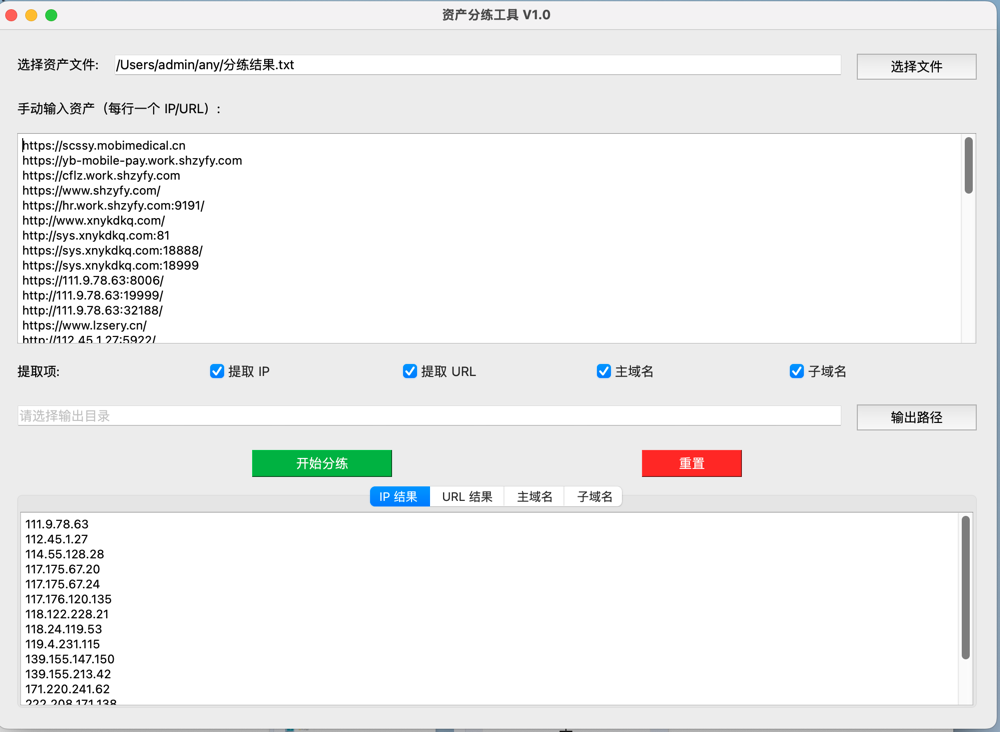 资产分练工具 V1.0
选择资产文件: /Users/admin/any/分练结果.txt 选择文件
手动输入资产（每行一个 IP/URL）:
https://scssy.mobimedical.cn
https://yb-mobile-pay.work.shzyfy.com
https://cflz.work.shzyfy.com
https://www.shzyfy.com/
https://hr.work.shzyfy.com:9191/
http://www.xnykdkq.com/
http://sys.xnykdkq.com:81
https://sys.xnykdkq.com:18888/
https://sys.xnykdkq.com:18999
https://111.9.78.63:8006/
http://111.9.78.63:19999/
http://111.9.78.63:32188/
https://www.lzsery.cn/
http://112.45.1.27:5922/
提取项: 提取 IP 提取 URL 主域名 子域名
请选择输出目录 输出路径
开始分练 重置
IP 结果 URL 结果 主域名 子域名
111.9.78.63
112.45.1.27
114.55.128.28
117.175.67.20
117.175.67.24
117.176.120.135
118.122.228.21
118.24.119.53
119.4.231.115
139.155.147.150
139.155.213.42
171.220.241.62
222.208.171.138